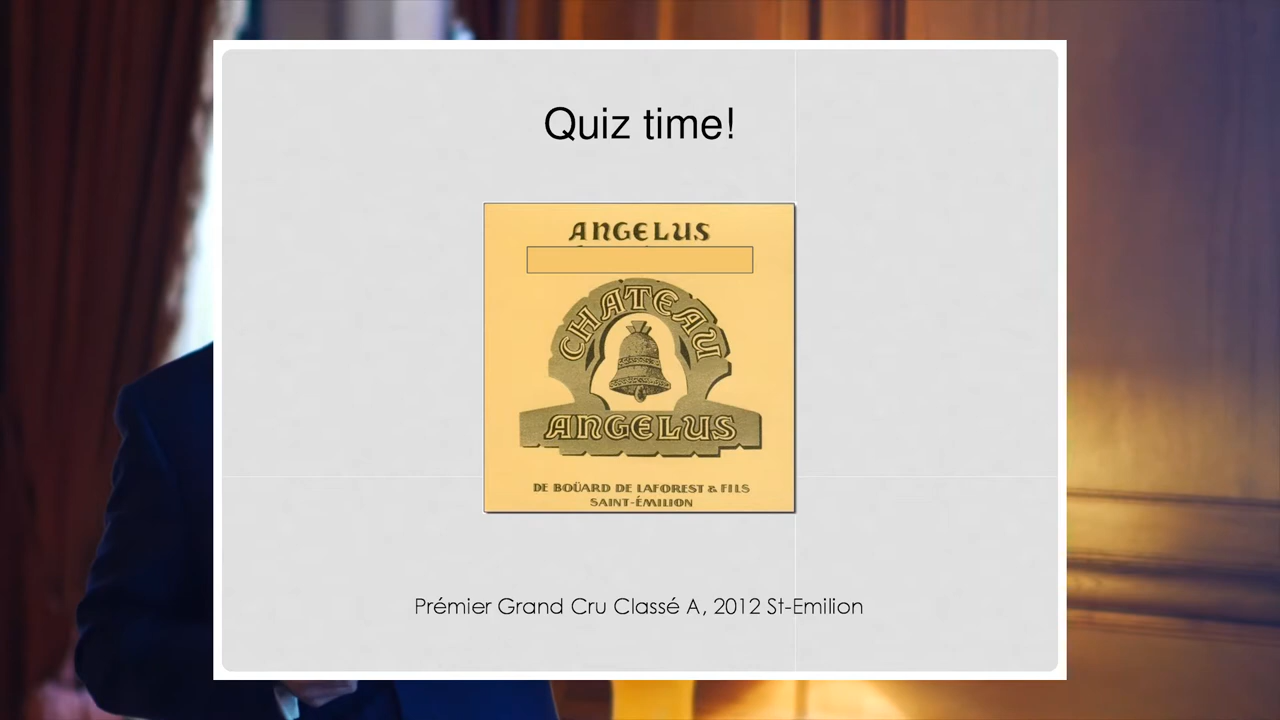 Quiz time!
ANGELUS
CHATEAU
ANGELUS
DE BOÜARD DE LAFOREST & FILS
SAINT-ÉMILION
Prémier Grand Cru Classé A, 2012 St-Emilion